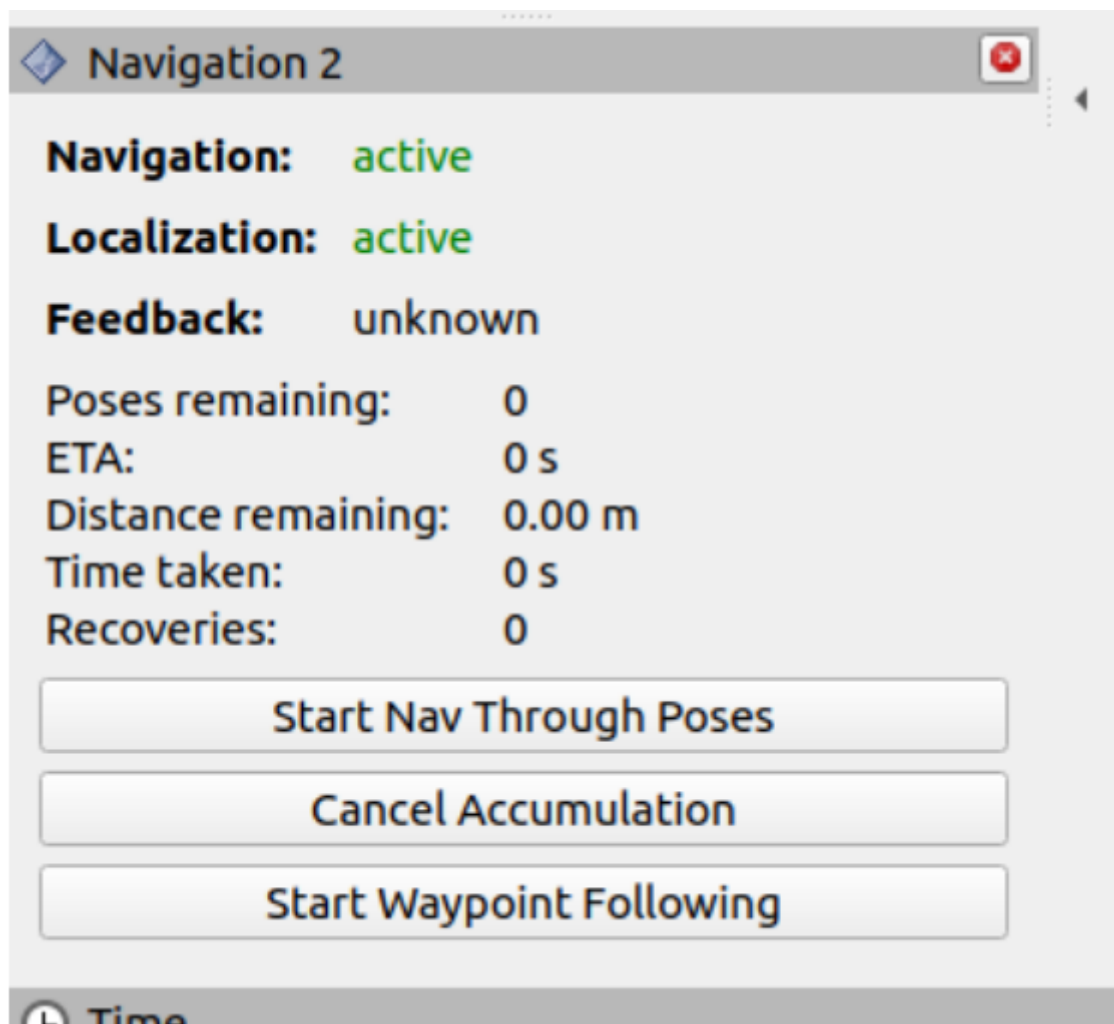 Navigation 2
Navigation: active
Localization: active
Feedback: unknown
Poses remaining: 0
ETA: 0 s
Distance remaining: 0.00 m
Time taken: 0 s
Recoveries: 0
Start Nav Through Poses
Cancel Accumulation
Start Waypoint Following
Time